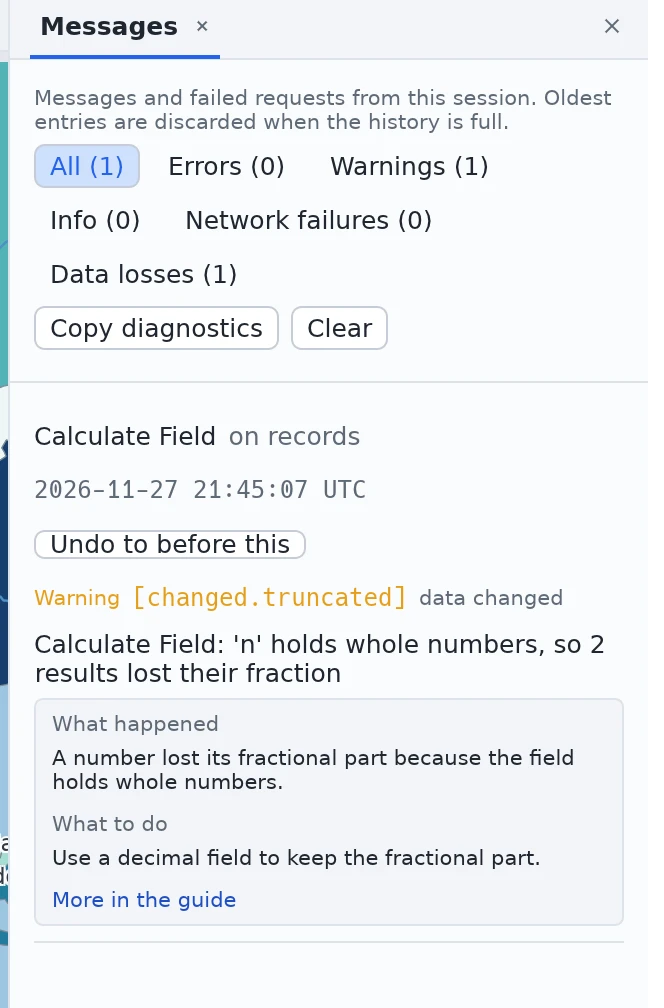 Messages ×
Messages and failed requests from this session. Oldest
entries are discarded when the history is full.
All (1) Errors (0) Warnings (1)
Info (0) Network failures (0)
Data losses (1)
Copy diagnostics Clear
Calculate Field on records
2026-11-27 21:45:07 UTC
Undo to before this
Warning [changed.truncated] data changed
Calculate Field: 'n' holds whole numbers, so 2
results lost their fraction
What happened
A number lost its fractional part because the field
holds whole numbers.
What to do
Use a decimal field to keep the fractional part.
More in the guide